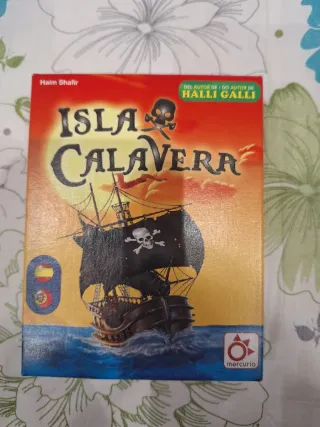 Haim Shafir
DEL AUTOR DE / DO AUTOR DE
HALLI GALLI
ISLA
CALAVERA
mercurio